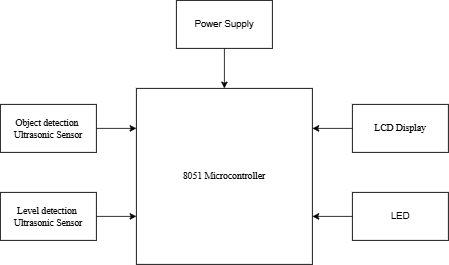 Power Supply
Object detection
Ultrasonic Sensor
LCD Display
8051 Microcontroller
Level detection
Ultrasonic Sensor
LED